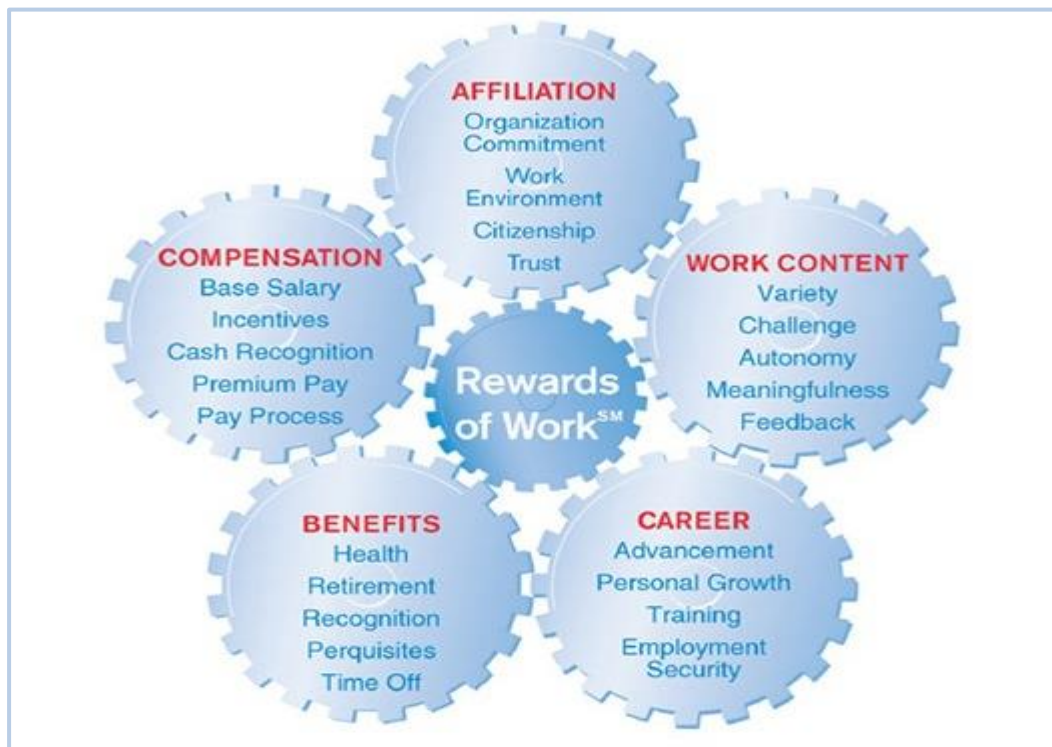 AFFILIATION
Organization
Commitment
Work
Environment
Citizenship
Trust
COMPENSATION
Base Salary
Incentives
Cash Recognition
Premium Pay
Pay Process
WORK CONTENT
Variety
Challenge
Autonomy
Meaningfulness
Feedback
Rewards
of Work℠
BENEFITS
Health
Retirement
Recognition
Perquisites
Time Off
CAREER
Advancement
Personal Growth
Training
Employment
Security